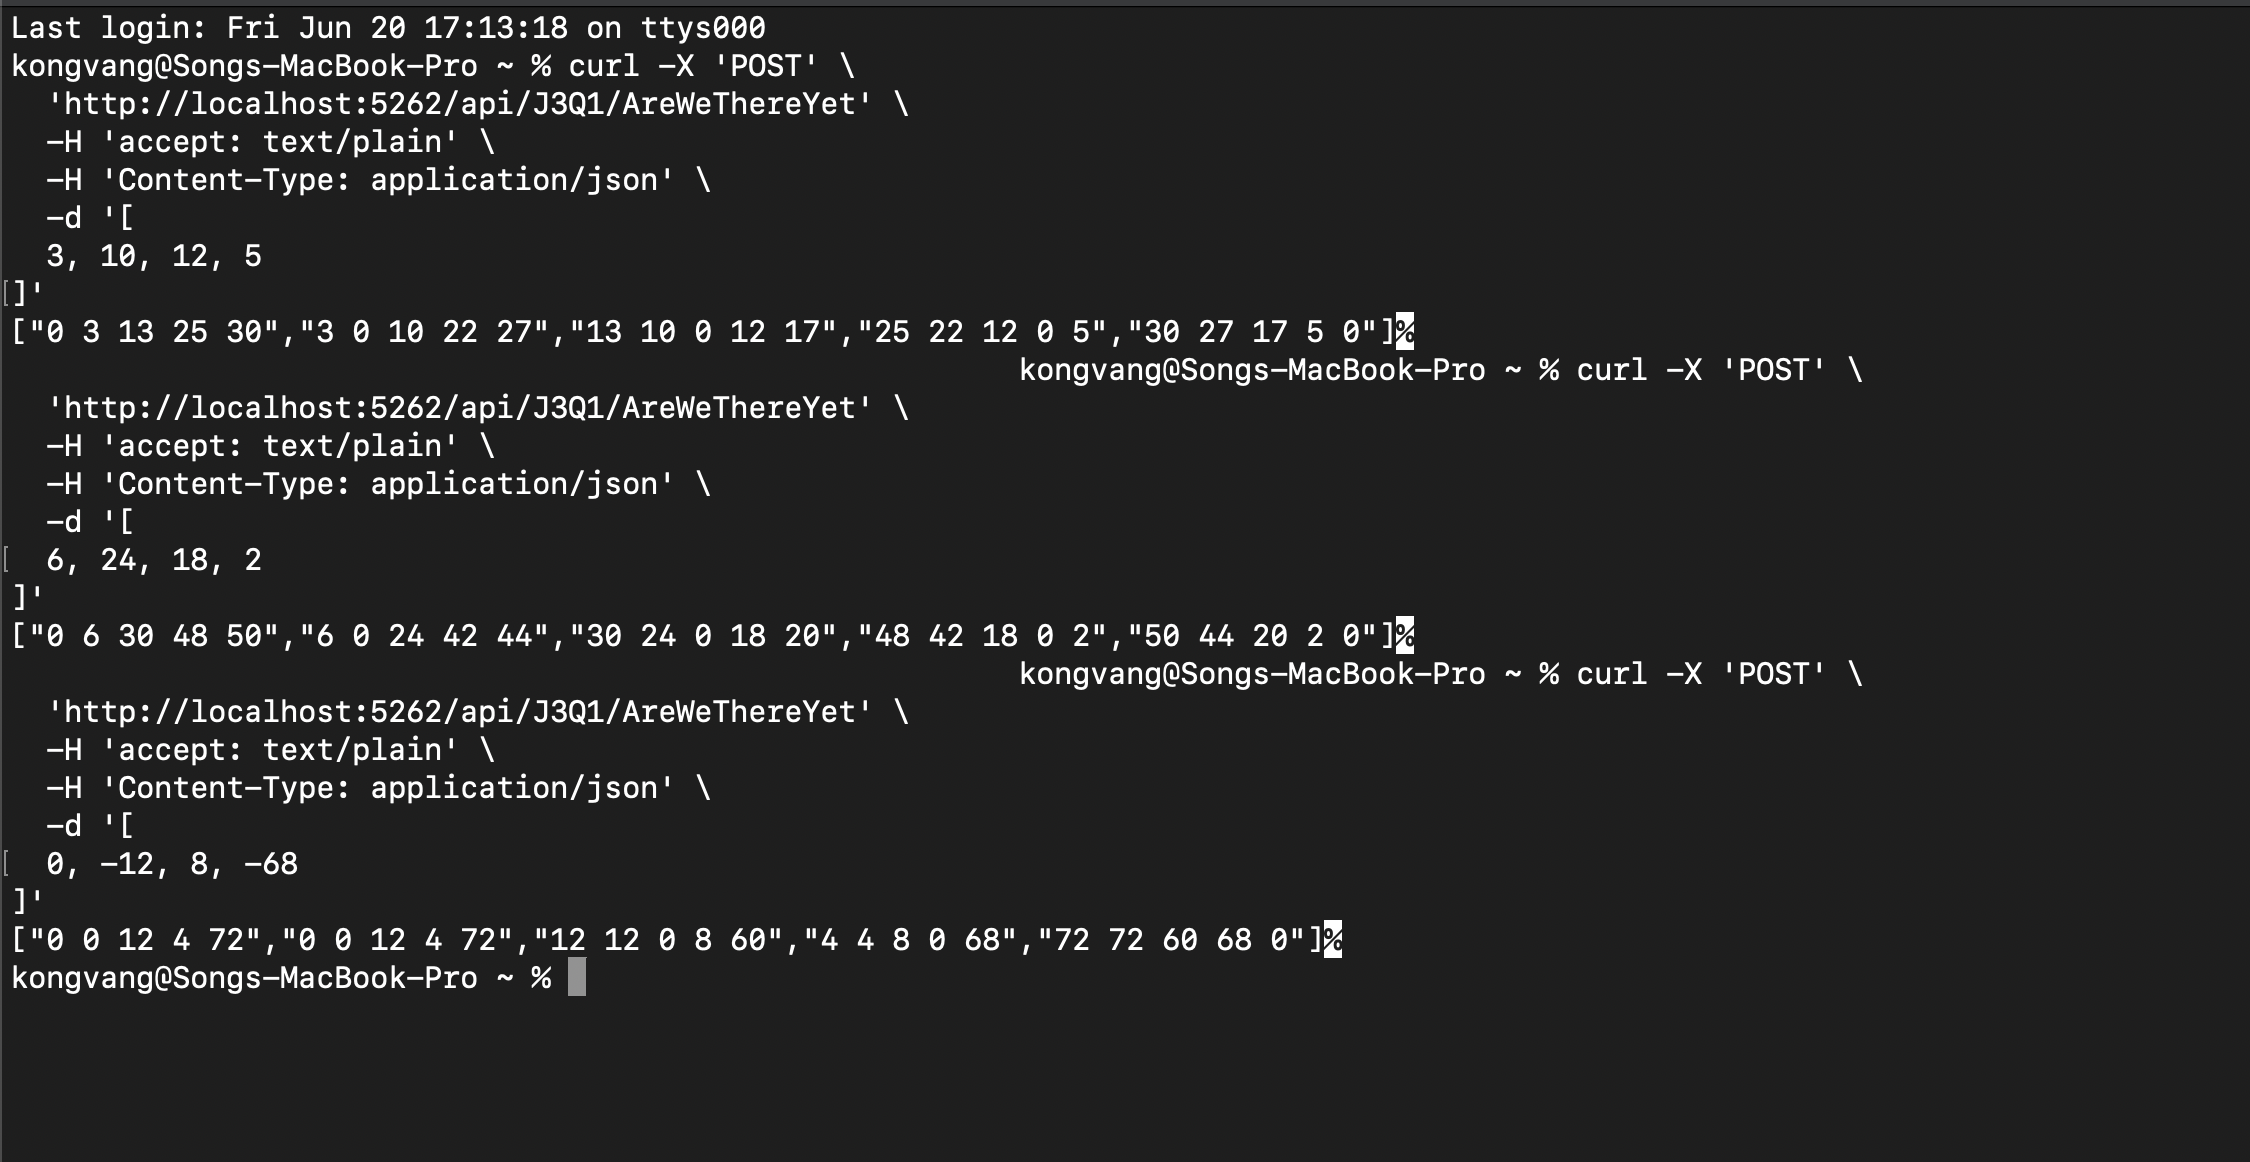 Last login: Fri Jun 20 17:13:18 on ttys000
kongvang@Songs-MacBook-Pro ~ % curl -X 'POST' \
  'http://localhost:5262/api/J3Q1/AreWeThereYet' \
  -H 'accept: text/plain' \
  -H 'Content-Type: application/json' \
  -d '[
  3, 10, 12, 5
[]'
["0 3 13 25 30","3 0 10 22 27","13 10 0 12 17","25 22 12 0 5","30 27 17 5 0"]%
kongvang@Songs-MacBook-Pro ~ % curl -X 'POST' \
  'http://localhost:5262/api/J3Q1/AreWeThereYet' \
  -H 'accept: text/plain' \
  -H 'Content-Type: application/json' \
  -d '[
[ 6, 24, 18, 2
]'
["0 6 30 48 50","6 0 24 42 44","30 24 0 18 20","48 42 18 0 2","50 44 20 2 0"]%
kongvang@Songs-MacBook-Pro ~ % curl -X 'POST' \
  'http://localhost:5262/api/J3Q1/AreWeThereYet' \
  -H 'accept: text/plain' \
  -H 'Content-Type: application/json' \
  -d '[
[ 0, -12, 8, -68
]'
["0 0 12 4 72","0 0 12 4 72","12 12 0 8 60","4 4 8 0 68","72 72 60 68 0"]%
kongvang@Songs-MacBook-Pro ~ %